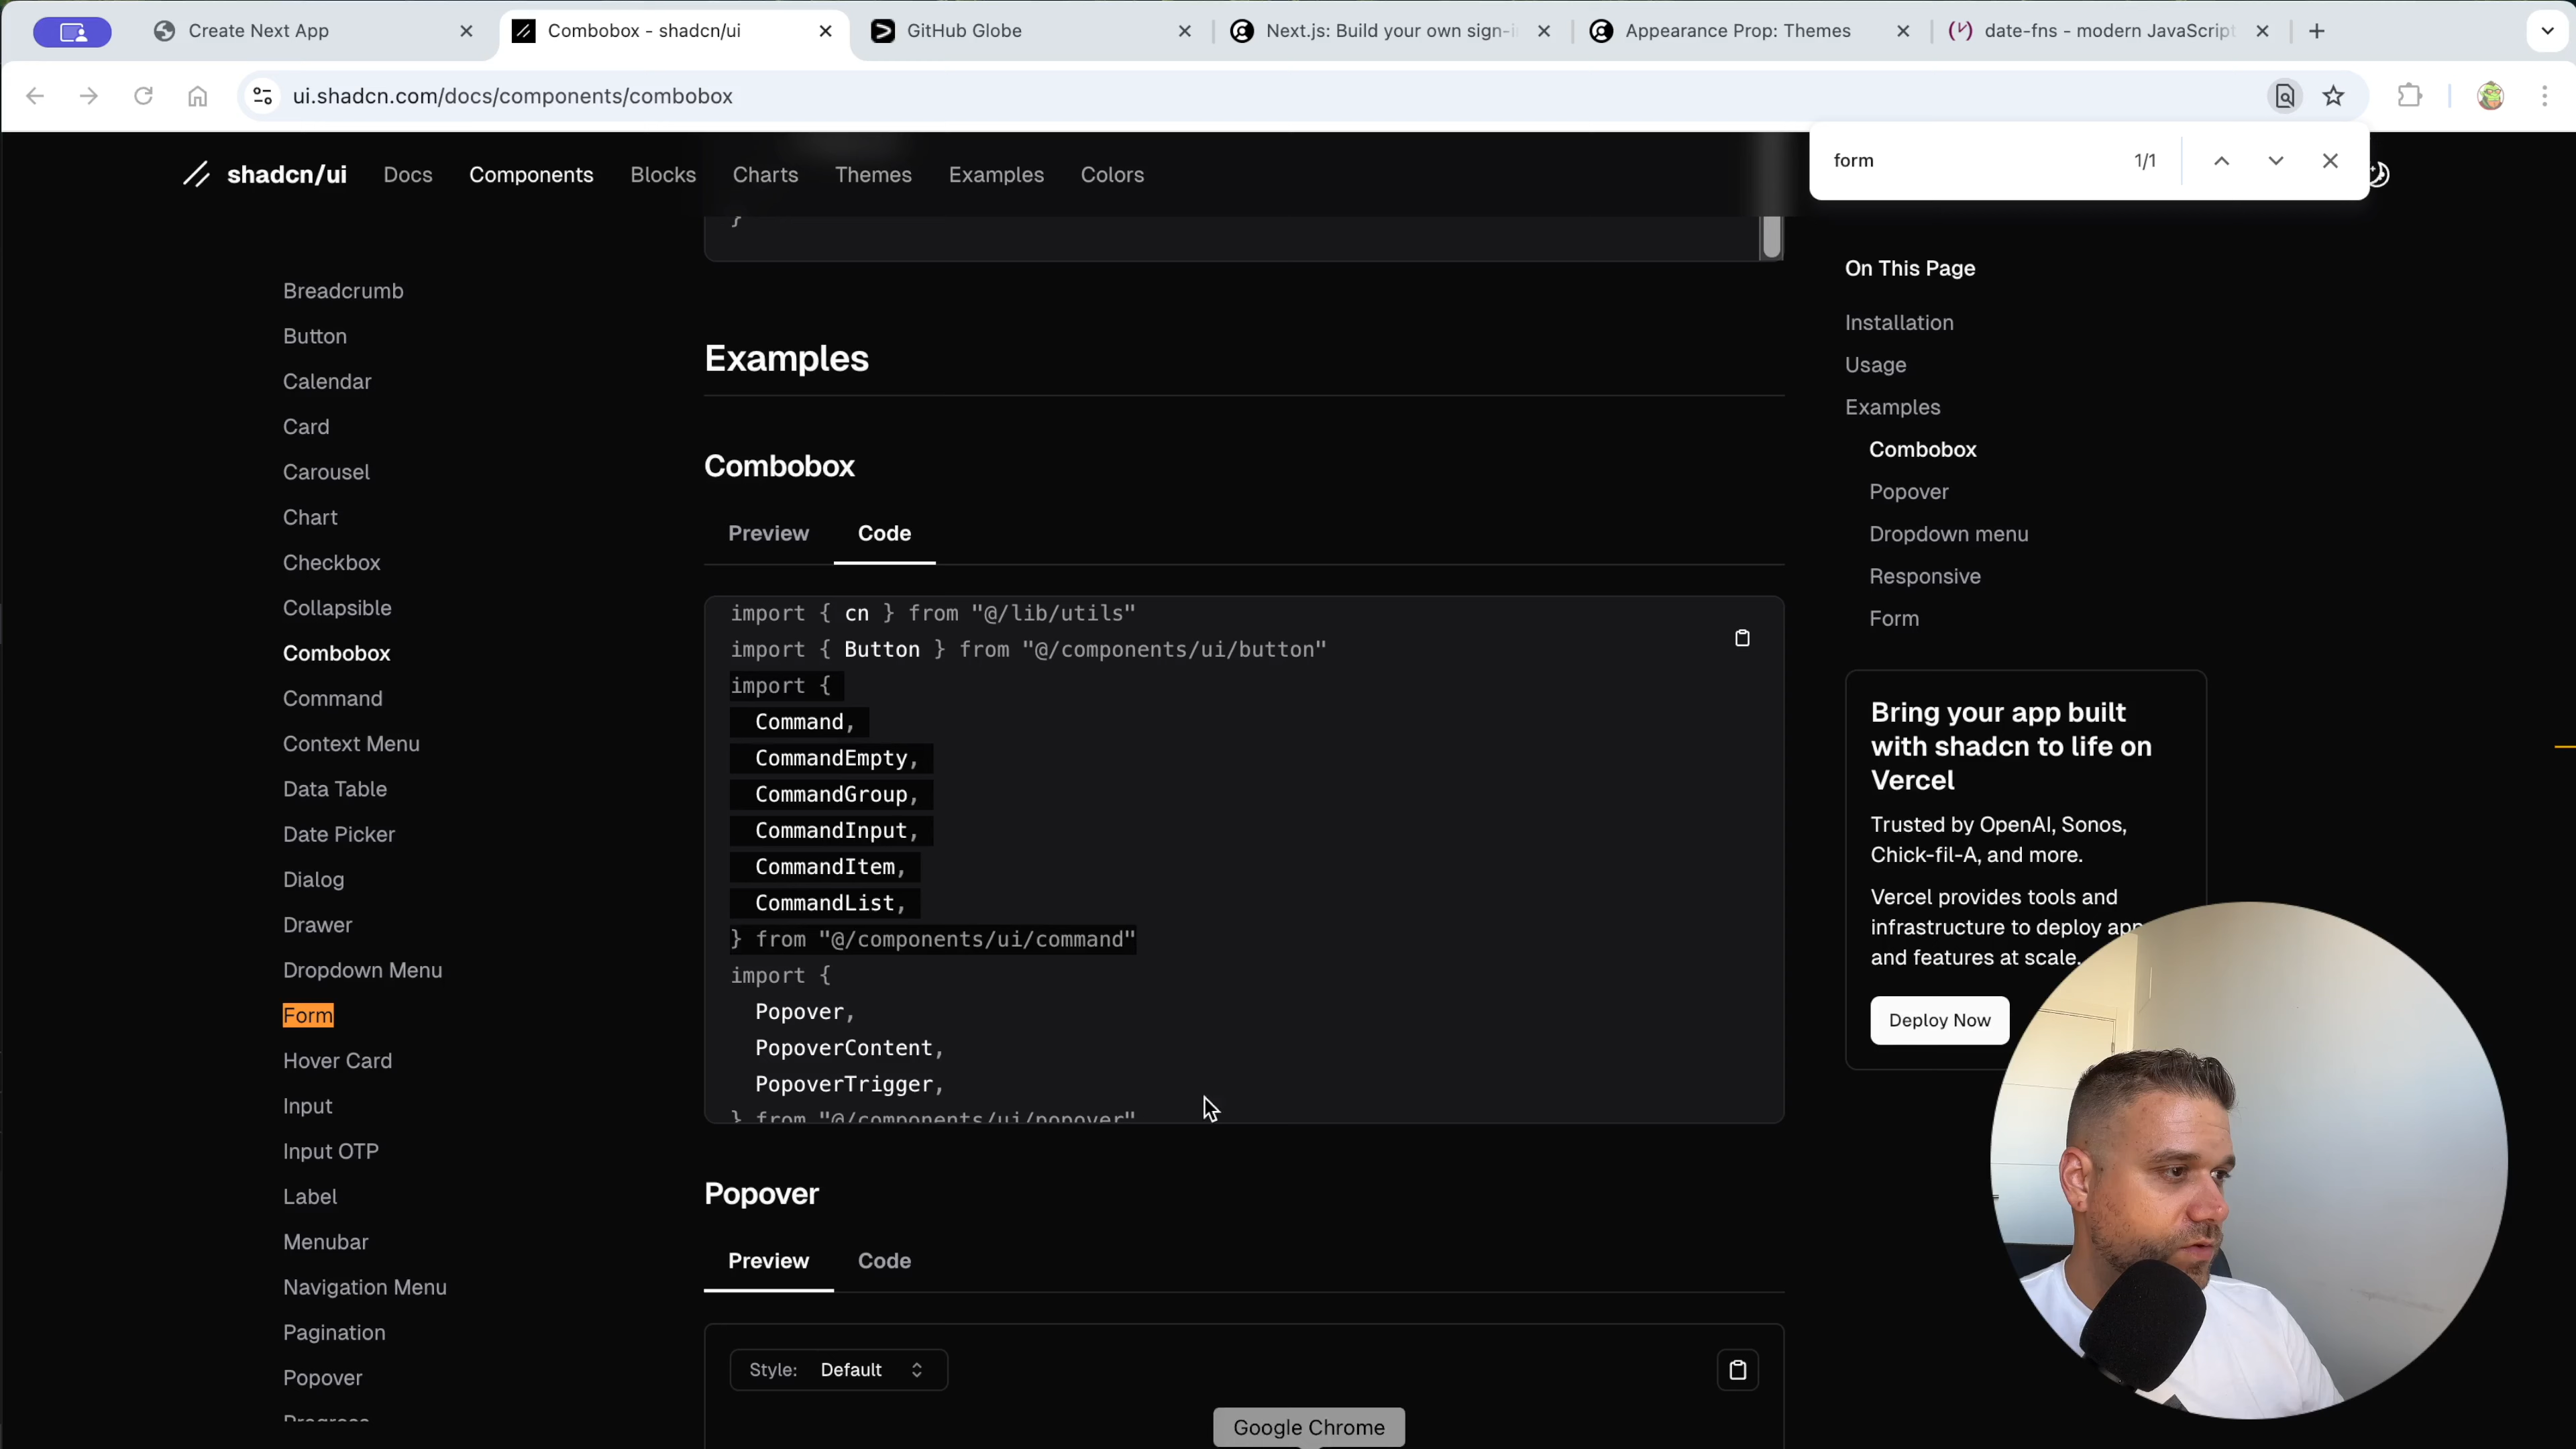 Create Next App
Combobox - shadcn/ui
GitHub Globe
Next.js: Build your own sign-i
Appearance Prop: Themes
date-fns - modern JavaScript
ui.shadcn.com/docs/components/combobox
form
1/1
shadcn/ui
Docs
Components
Blocks
Charts
Themes
Examples
Colors
Breadcrumb
Button
Calendar
Card
Carousel
Chart
Checkbox
Collapsible
Combobox
Command
Context Menu
Data Table
Date Picker
Dialog
Drawer
Dropdown Menu
Form
Hover Card
Input
Input OTP
Label
Menubar
Navigation Menu
Pagination
Popover
Progress
}
Examples
Combobox
Preview
Code
import { cn } from "@/lib/utils"
import { Button } from "@/components/ui/button"
import {
Command,
CommandEmpty,
CommandGroup,
CommandInput,
CommandItem,
CommandList,
} from "@/components/ui/command"
import {
Popover,
PopoverContent,
PopoverTrigger,
} from "@/components/ui/popover"
Popover
Preview
Code
Style: Default
Google Chrome
On This Page
Installation
Usage
Examples
Combobox
Popover
Dropdown menu
Responsive
Form
Bring your app built
with shadcn to life on
Vercel
Trusted by OpenAI, Sonos,
Chick-fil-A, and more.
Vercel provides tools and
infrastructure to deploy app
and features at scale.
Deploy Now